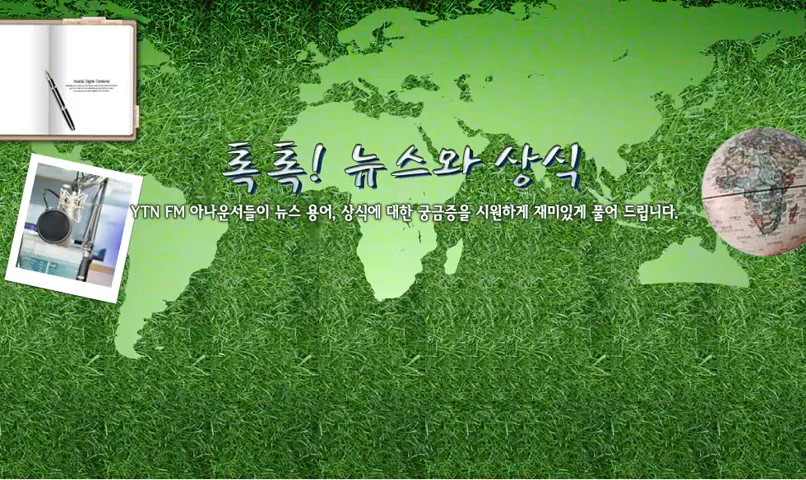 톡톡! 뉴스와 상식
YTN FM 아나운서들이 뉴스 용어, 상식에 대한 궁금증을 시원하게 재미있게 풀어 드립니다.